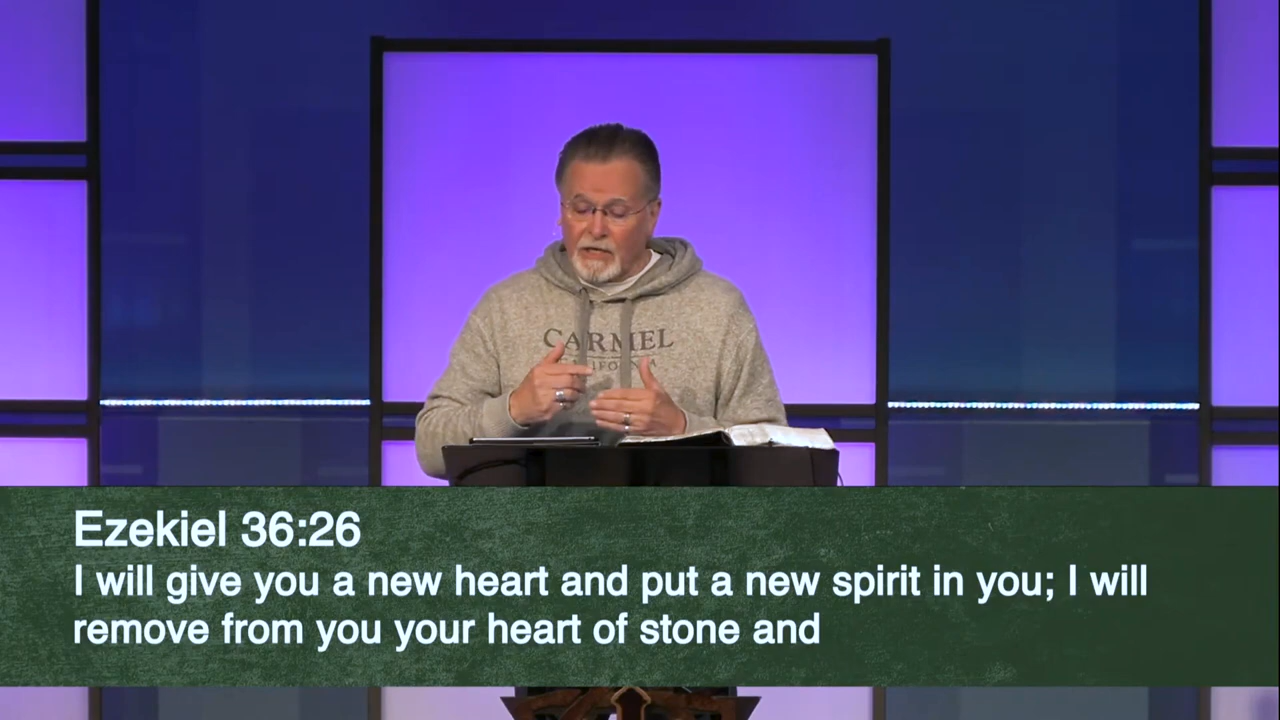 CARMEL
CALIFORNIA
Ezekiel 36:26
I will give you a new heart and put a new spirit in you; I will
remove from you your heart of stone and